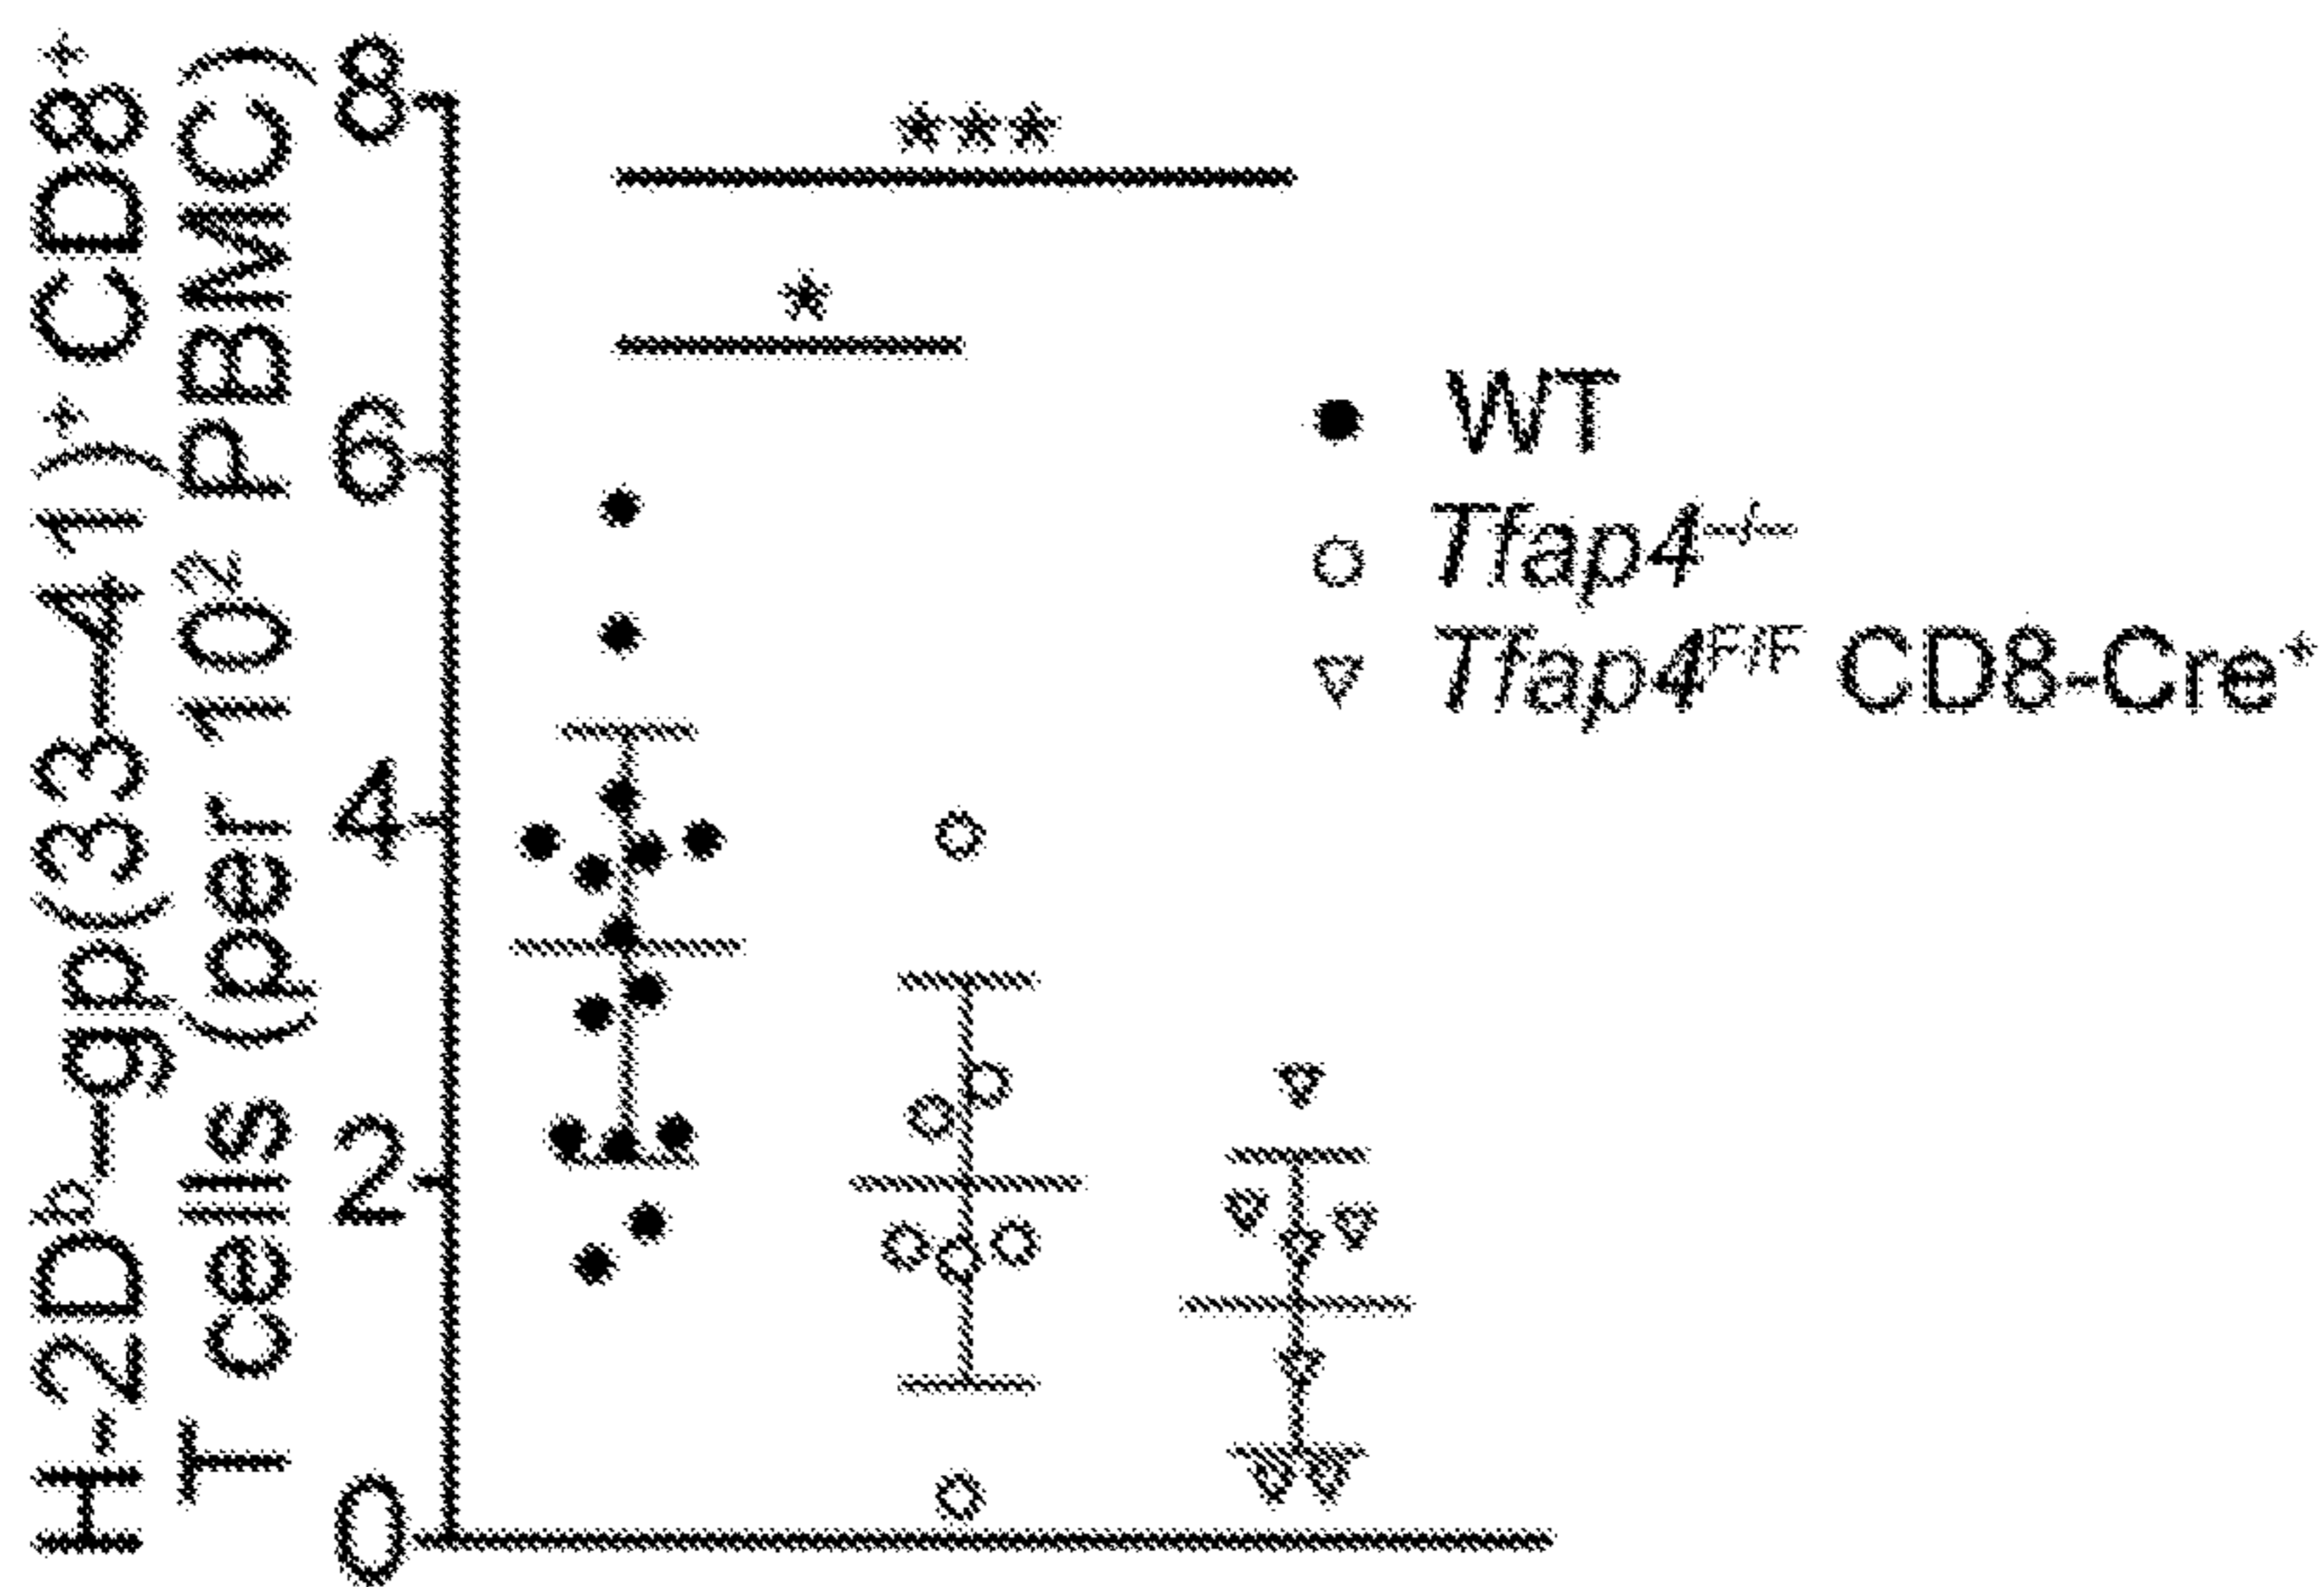 H-2Dᵇ–gp(33–41)⁺ CD8⁺
T cells (per 10² PBMC)
8
6
4
2
0
***
*
WT
Tfap4⁻/⁻
Tfap4ᶠ/ᶠ CD8-Cre⁺